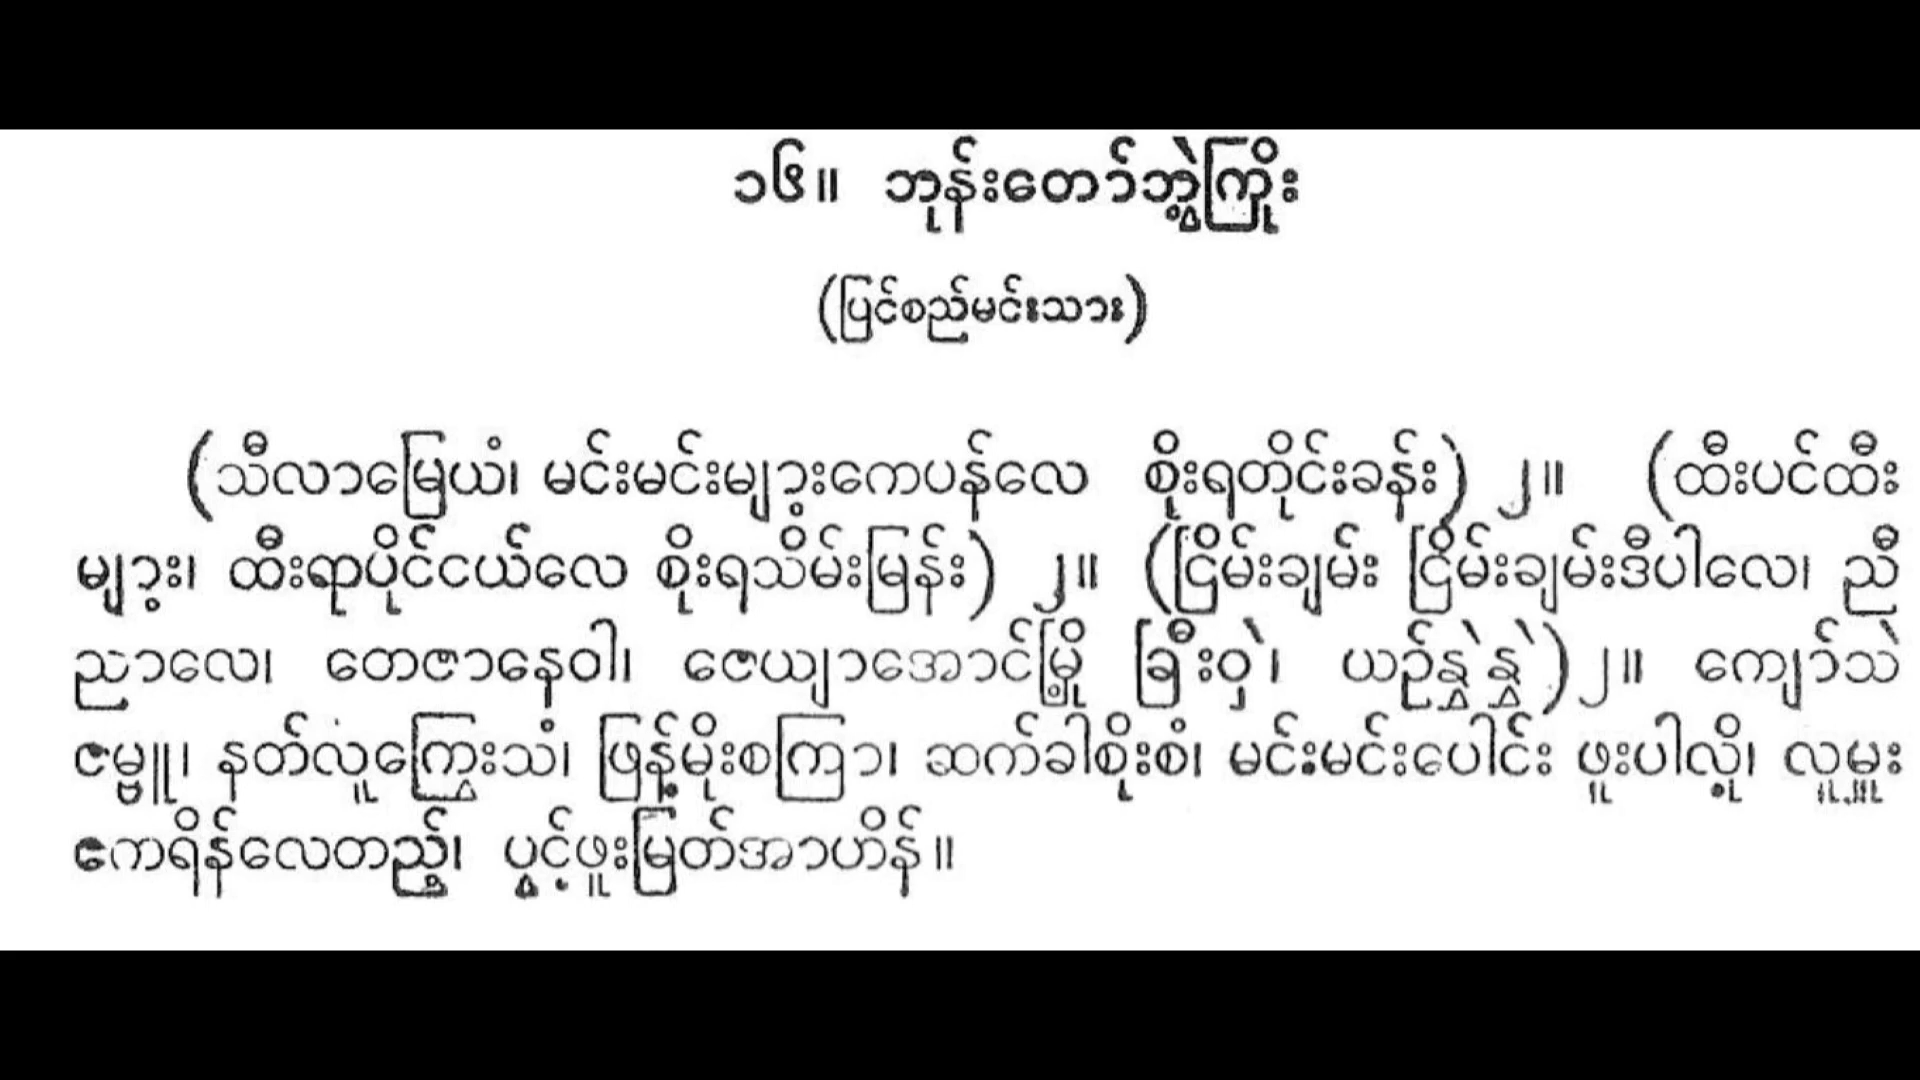 ၁၆။ ဘုန်းတော်ဘွဲ့ကြိုး
(ပြင်စည်မင်းသား)
(သီလာမြေယံ၊ မင်းမင်းများ့ကေပန်လေ စိုးရတိုင်းခန်း) ၂။ (ထီးပင်ထီး
များ့၊ ထီးရာပိုင်ငယ်လေ စိုးရသိမ်းမြန်း) ၂။ (ငြိမ်းချမ်း ငြိမ်းချမ်းဒီပါလေ၊ ညီ
ညာလေ၊ တေဇာနေဝါ၊ ဇေယျာအောင်မြို့ ခြီးဝှဲ၊ ယဉ်နွှဲနွှဲ)၂။ ကျော်သဲ
ဇမ္ဗူ၊ နတ်လူကြွေးသံ၊ ဖြန့်မိုးစကြာ၊ ဆက်ခါစိုးစံ၊ မင်းမင်းပေါင်း ဖူးပါလို့၊ လူမှူး
ဧကရိန်လေတည့်၊ ပွင့်ဖူးမြတ်အာဟိန်။